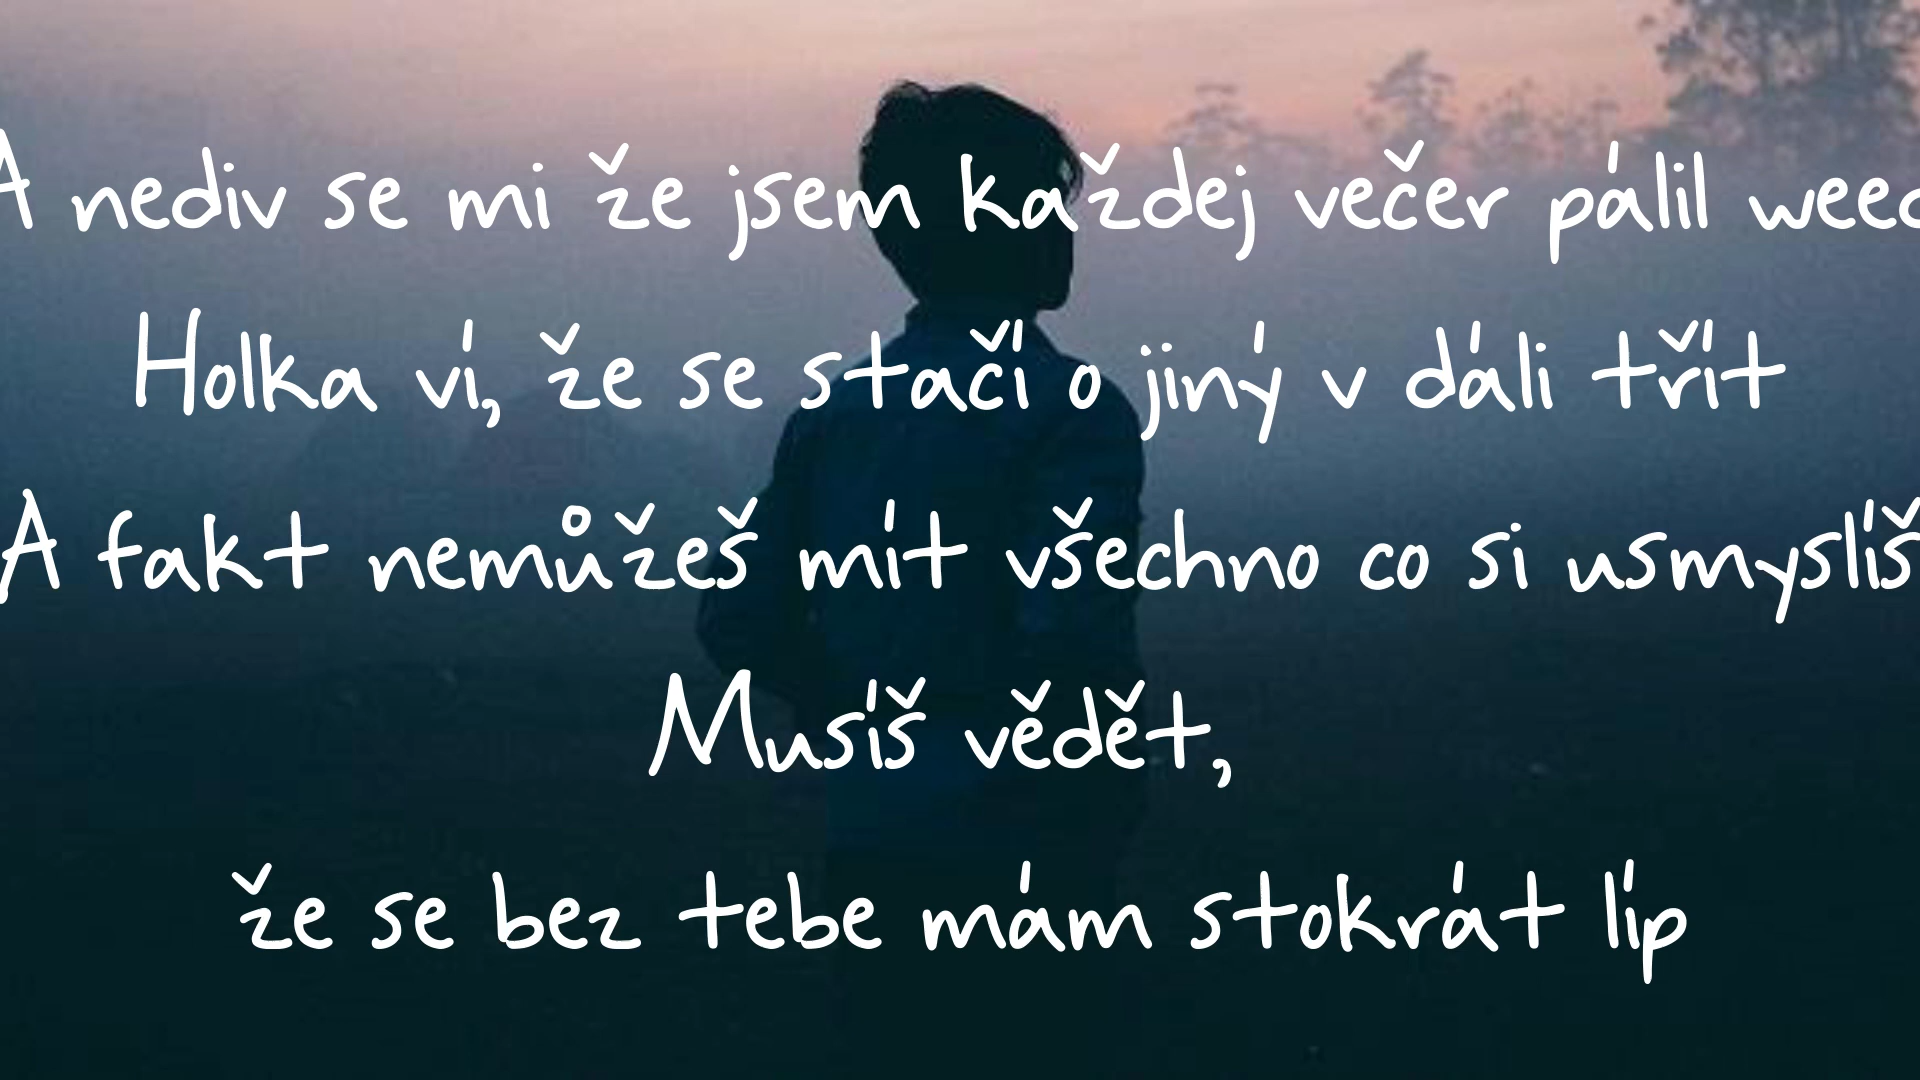 A nediv se mi že jsem každej večer pálil weed
Holka ví, že se stačí o jiný v dáli třít
A fakt nemůžeš mít všechno co si usmyslíš
Musíš vědět,
že se bez tebe mám stokrát líp